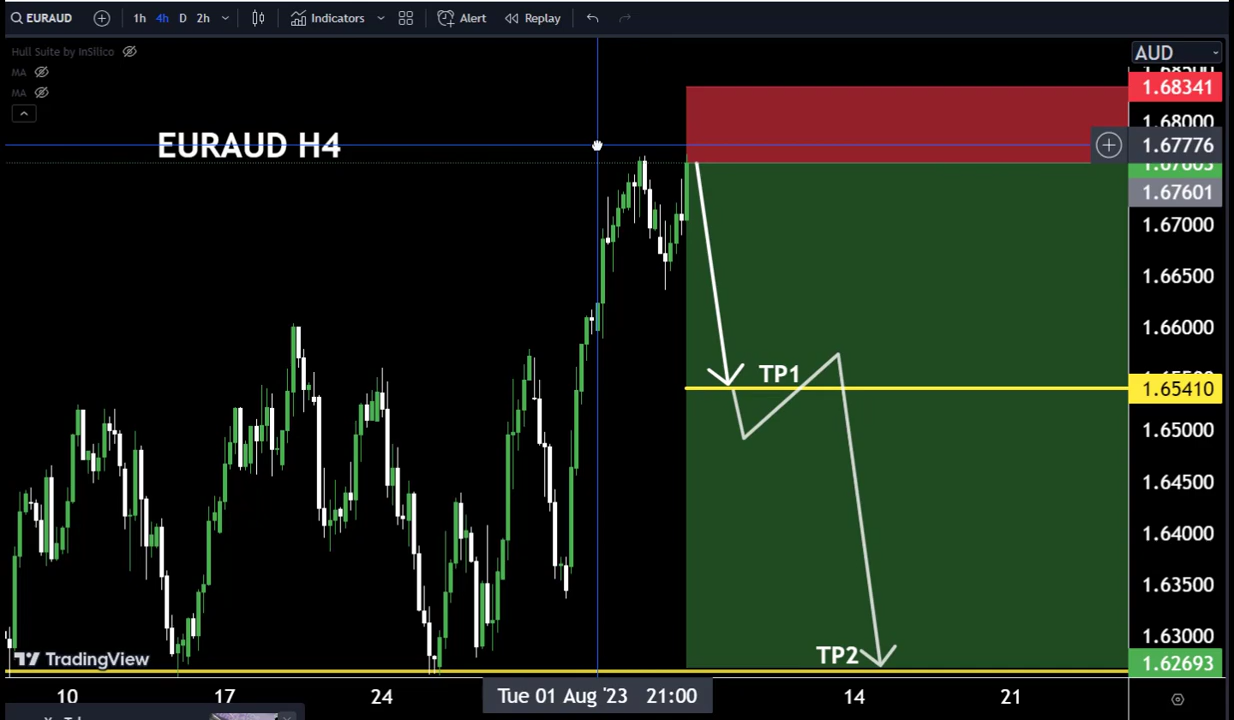 EURAUD 1h 4h D 2h Indicators Alert Replay
Hull Suite by InSilico
MA
MA
AUD
1.68500
1.68341
1.68000
EURAUD H4
1.67776
1.67601
1.67000
1.66500
1.66000
TP1
1.65410
1.65000
1.64500
1.64000
1.63500
1.63000
TP2
TradingView
1.62693
10 17 24 Tue 01 Aug '23 21:00 14 21